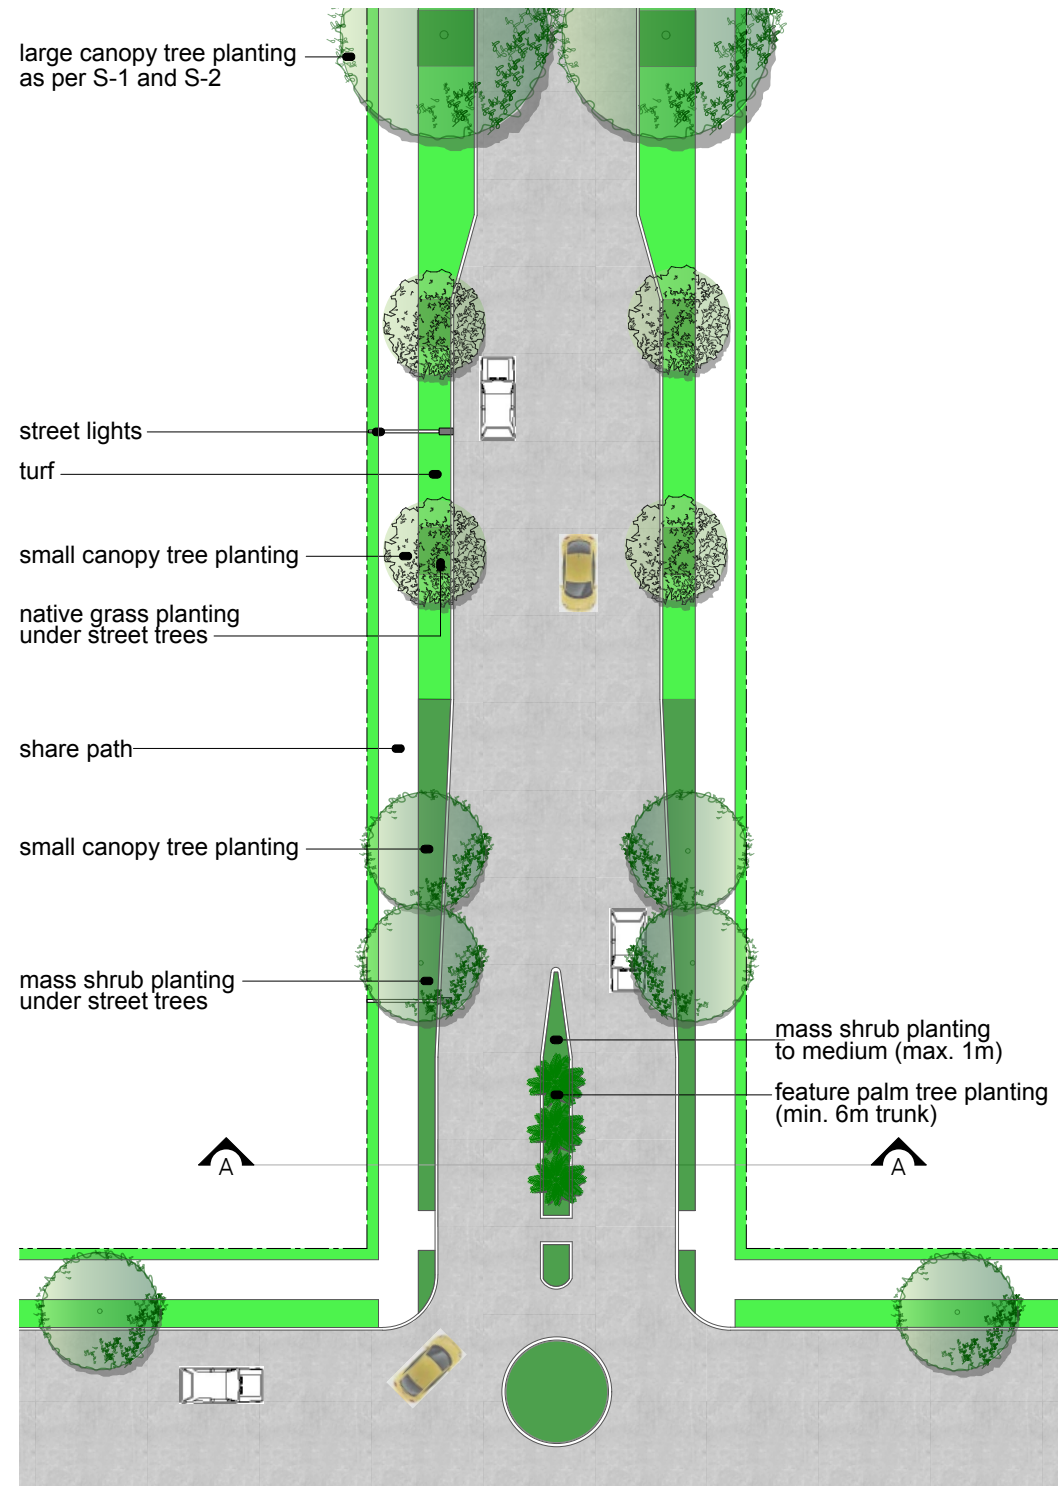 large canopy tree planting
as per S-1 and S-2
street lights
turf
small canopy tree planting
native grass planting
under street trees
share path
small canopy tree planting
mass shrub planting
under street trees
mass shrub planting
to medium (max. 1m)
feature palm tree planting
(min. 6m trunk)
A
A